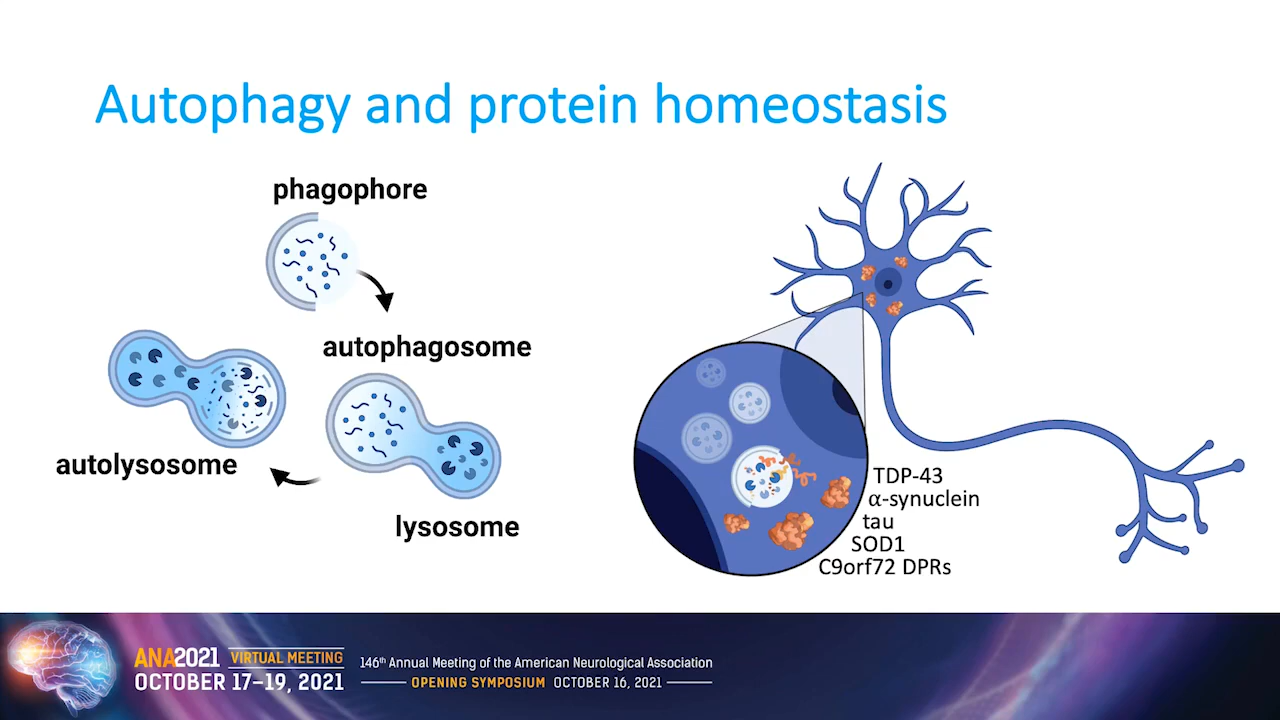 Autophagy and protein homeostasis
phagophore
autophagosome
autolysosome
lysosome
TDP-43
α-synuclein
tau
SOD1
C9orf72 DPRs
ANA2021 VIRTUAL MEETING
OCTOBER 17–19, 2021
146th Annual Meeting of the American Neurological Association
OPENING SYMPOSIUM OCTOBER 16, 2021